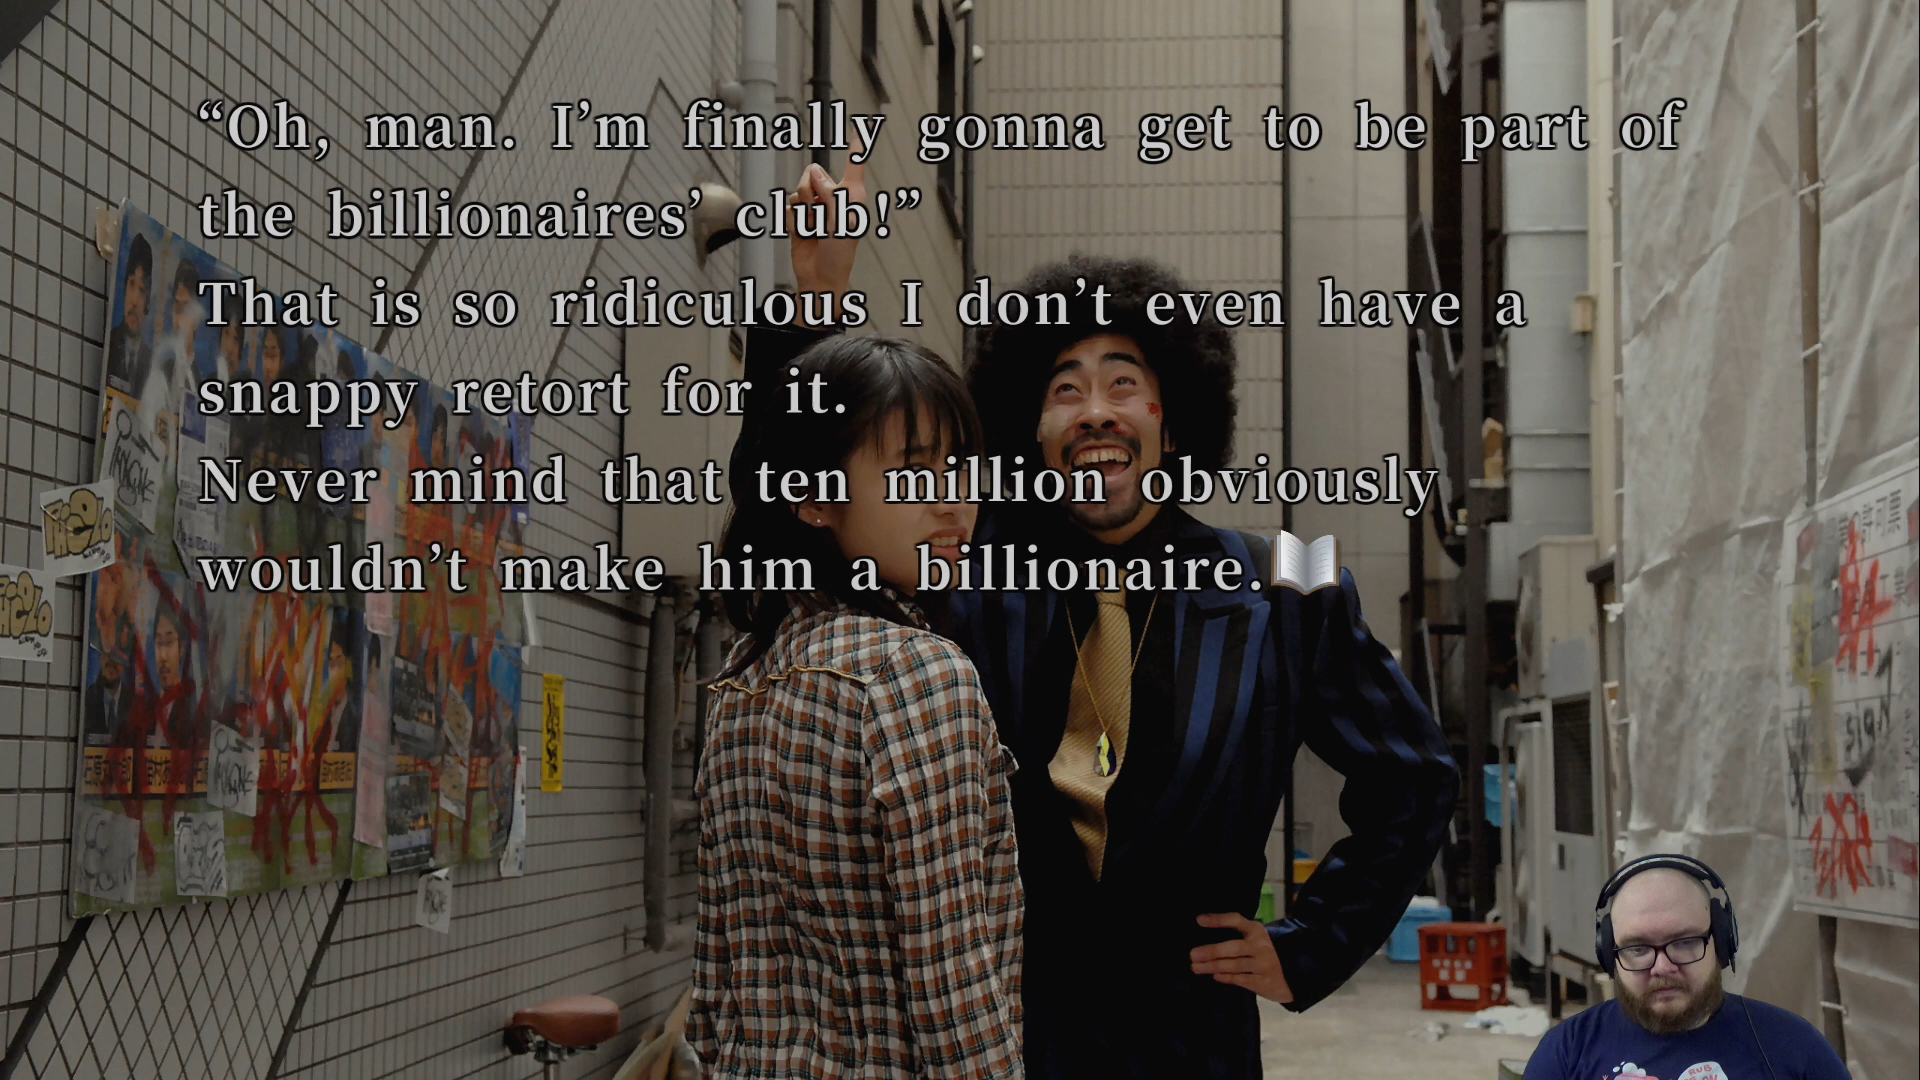 “Oh, man. I’m finally gonna get to be part of
the billionaires’ club!”
That is so ridiculous I don’t even have a
snappy retort for it.
Never mind that ten million obviously
wouldn’t make him a billionaire.